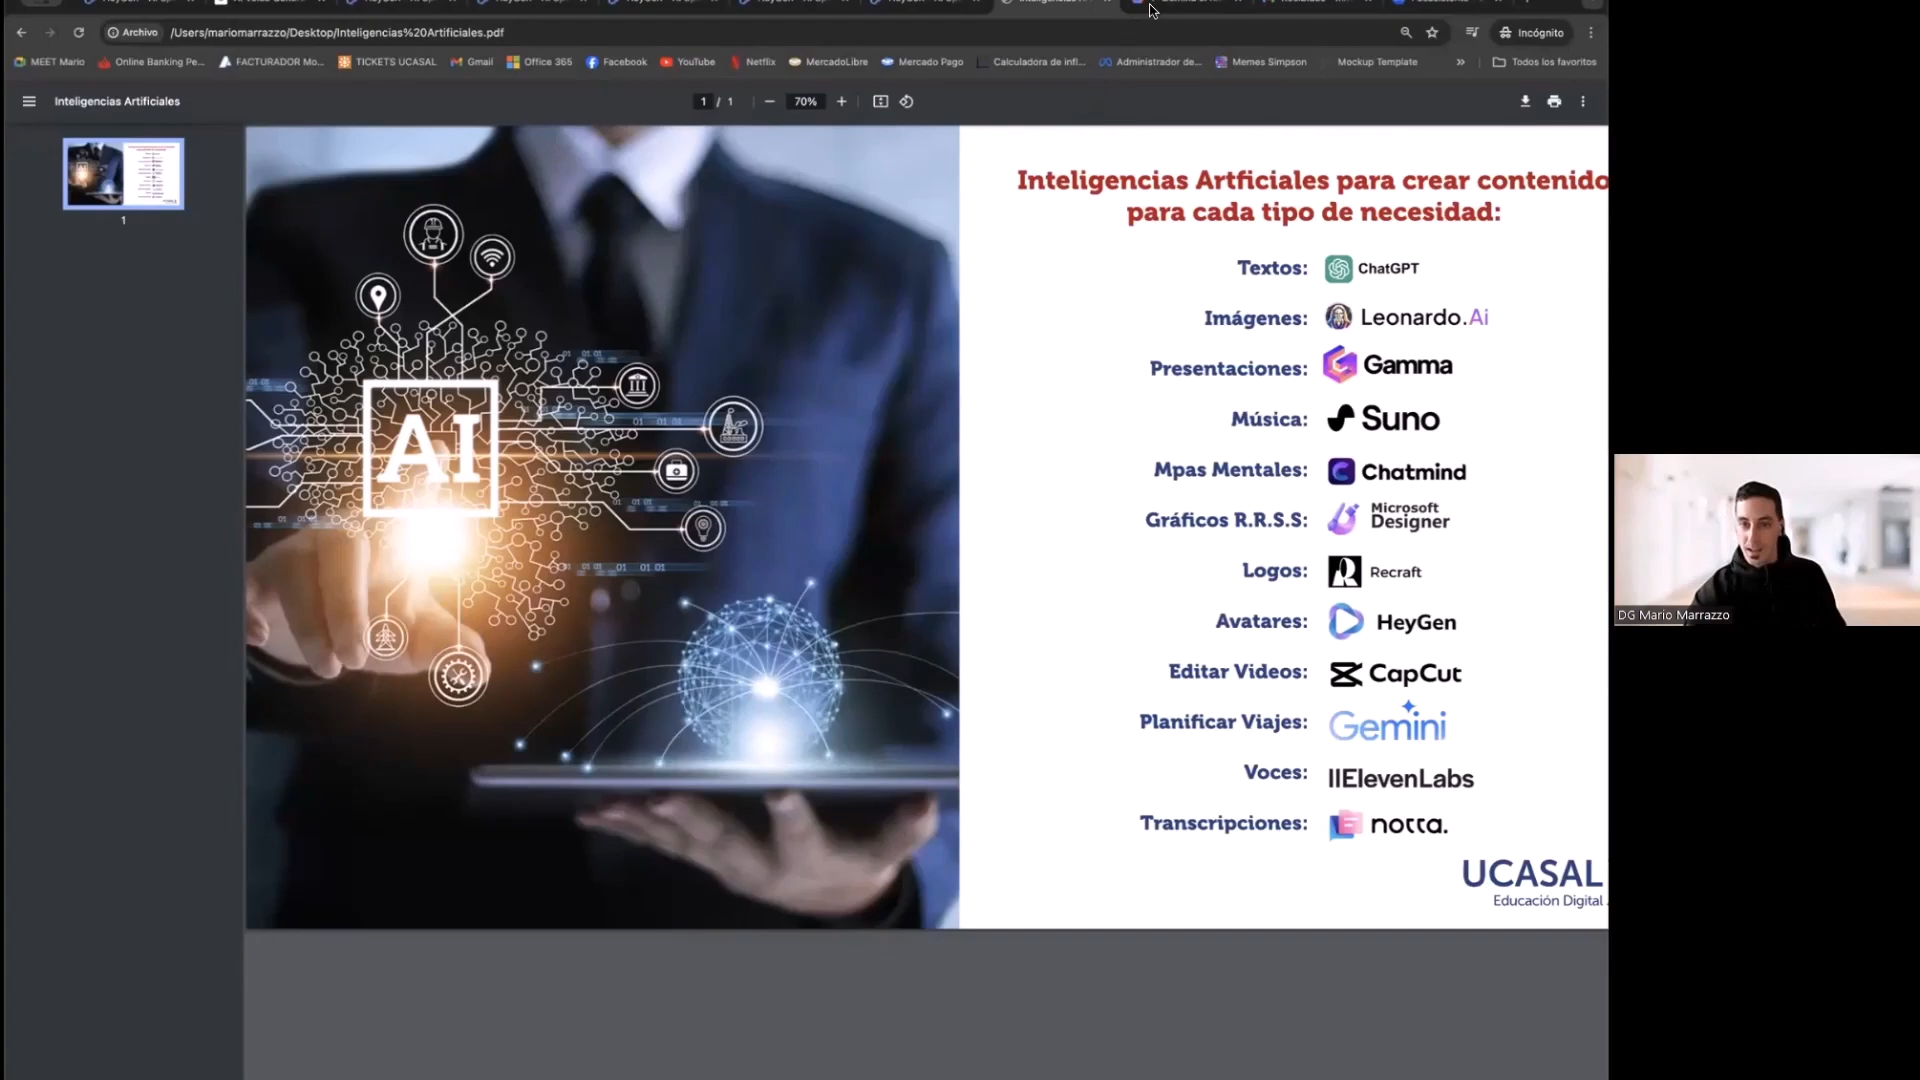 Archivo
/Users/mariomarrazzo/Desktop/Inteligencias%20Artificiales.pdf
Incógnito
MEET Mario
Online Banking Pe...
FACTURADOR Mo...
TICKETS UCASAL
Gmail
Office 365
Facebook
YouTube
Netflix
MercadoLibre
Mercado Pago
Calculadora de infl...
Administrador de...
Memes Simpson
Mockup Template
»
Todos los favoritos
Inteligencias Artificiales
1 / 1
70%
1
AI
Inteligencias Artficiales para crear contenido
para cada tipo de necesidad:
Textos: ChatGPT
Imágenes: Leonardo.Ai
Presentaciones: Gamma
Música: Suno
Mpas Mentales: Chatmind
Gráficos R.R.S.S: Microsoft Designer
Logos: Recraft
Avatares: HeyGen
Editar Videos: CapCut
Planificar Viajes: Gemini
Voces: IIElevenLabs
Transcripciones: notta.
UCASAL
Educación Digital
DG Mario Marrazzo